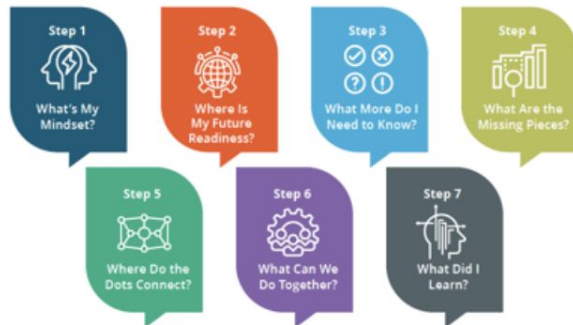 Step 1
What's My
Mindset?
Step 2
Where Is
My Future
Readiness?
Step 3
What More Do I
Need to Know?
Step 4
What Are the
Missing Pieces?
Step 5
Where Do the
Dots Connect?
Step 6
What Can We
Do Together?
Step 7
What Did I
Learn?